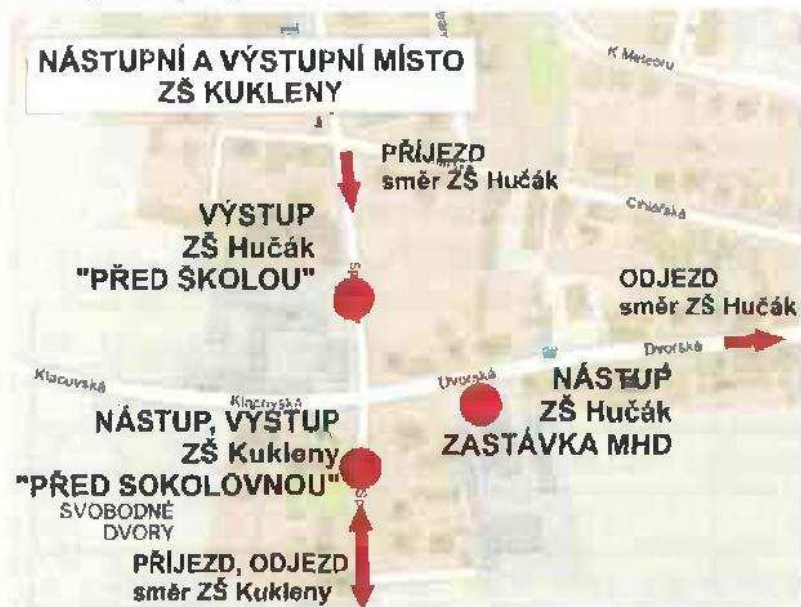 NÁSTUPNÍ A VÝSTUPNÍ MÍSTO
ZŠ KUKLENY
K Meteoru
PŘÍJEZD
směr ZŠ Hučák
Cihlářská
VÝSTUP
ZŠ Hučák
"PŘED ŠKOLOU"
ODJEZD
směr ZŠ Hučák
Dvorská
Klacovská
Dvorská
NÁSTUP
ZŠ Hučák
ZASTÁVKA MHD
NÁSTUP, VÝSTUP
ZŠ Kukleny
"PŘED SOKOLOVNOU"
SVOBODNÉ
DVORY
PŘÍJEZD, ODJEZD
směr ZŠ Kukleny